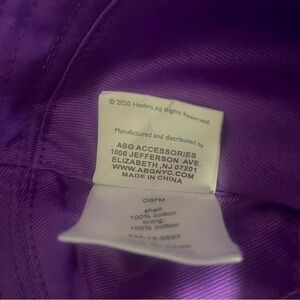 © 2020 Hasbro. All Rights Reserved.
Manufactured and distributed by
ABG ACCESSORIES
1000 JEFFERSON AVE.
ELIZABETH ,NJ 07201
WWW.ABGNYC.COM
MADE IN CHINA
OSFM
shell:
100% cotton
lining:
100% cotton